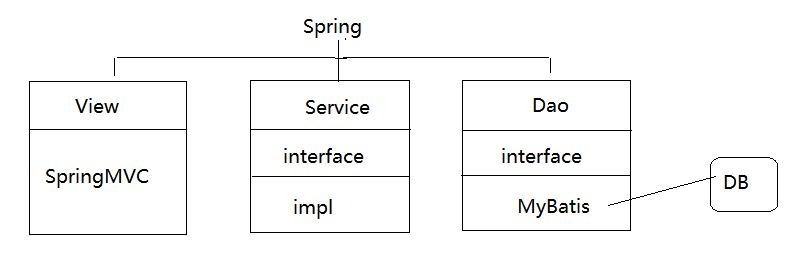 Spring
View
SpringMVC
Service
interface
impl
Dao
interface
MyBatis
DB